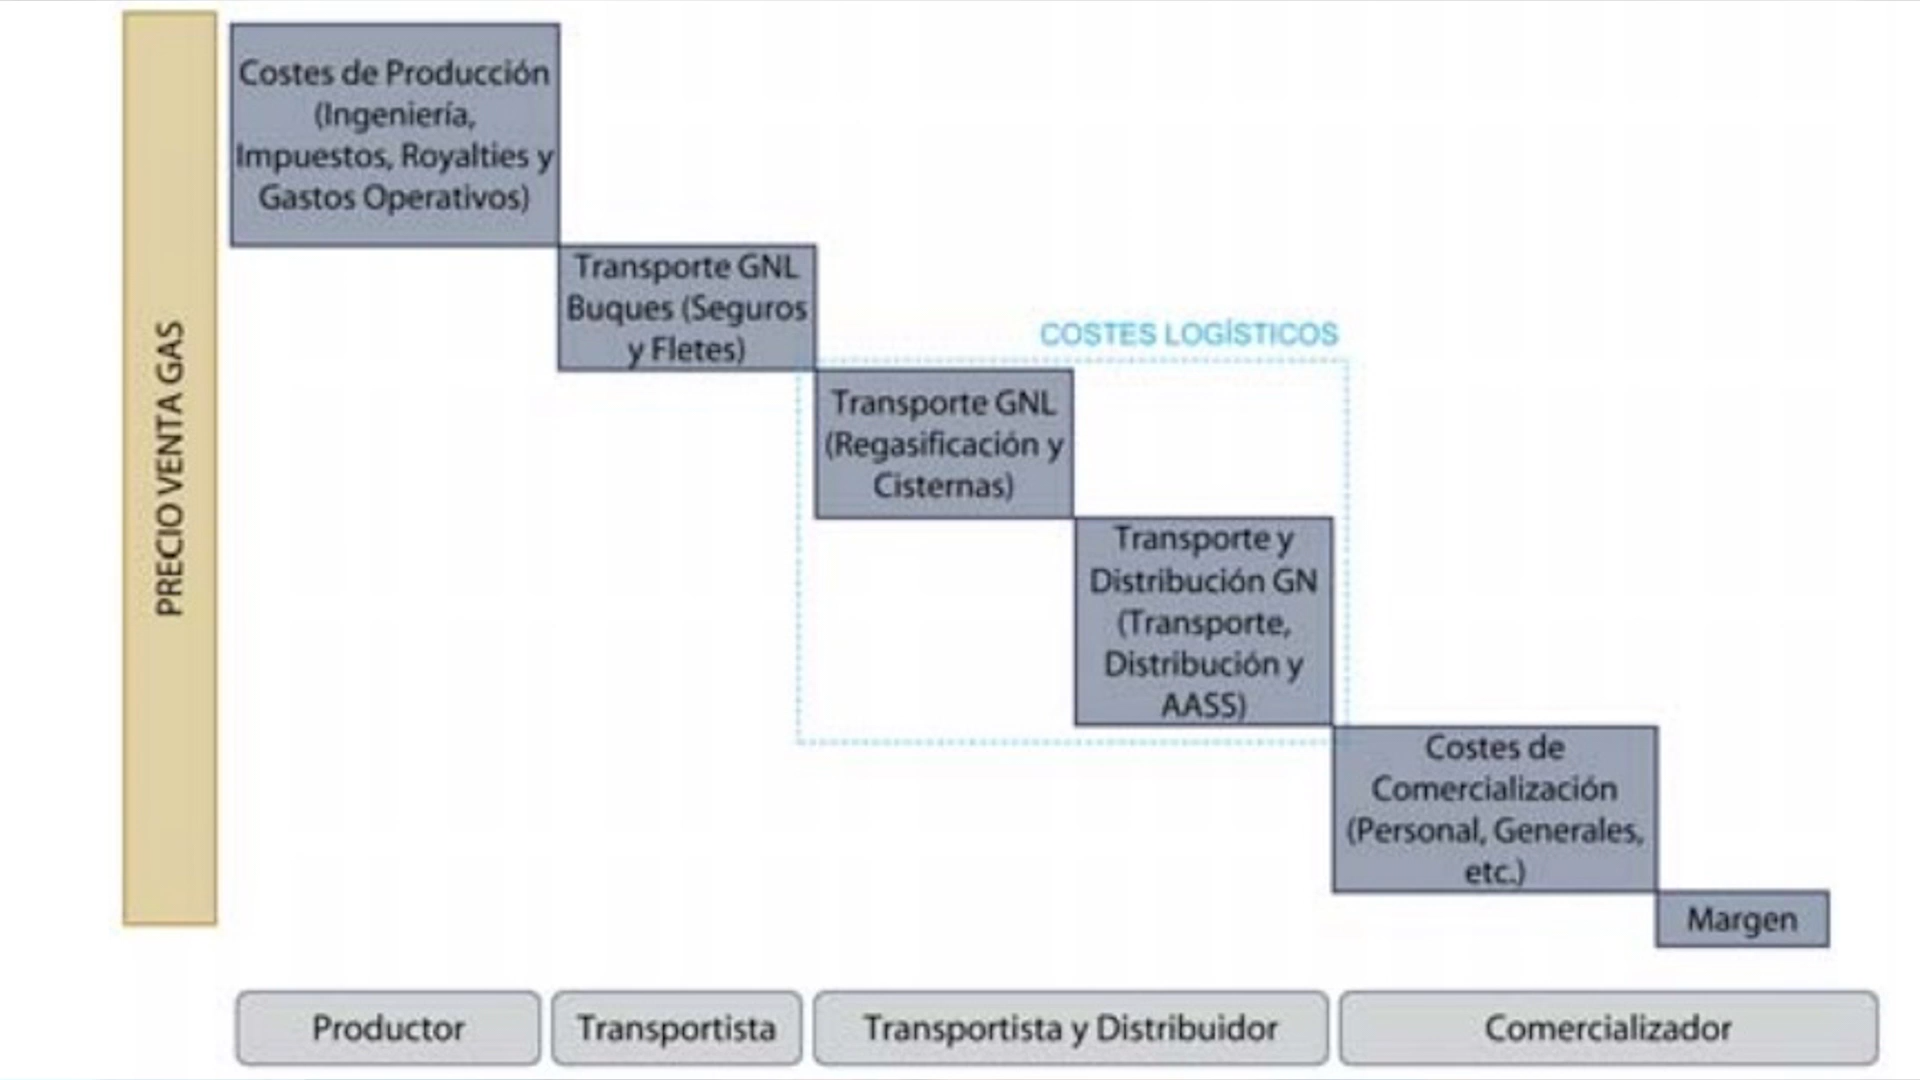 PRECIO VENTA GAS
Costes de Producción
(Ingeniería,
Impuestos, Royalties y
Gastos Operativos)
Transporte GNL
Buques (Seguros
y Fletes)
COSTES LOGÍSTICOS
Transporte GNL
(Regasificación y
Cisternas)
Transporte y
Distribución GN
(Transporte,
Distribución y
AASS)
Costes de
Comercialización
(Personal, Generales,
etc.)
Margen
Productor
Transportista
Transportista y Distribuidor
Comercializador